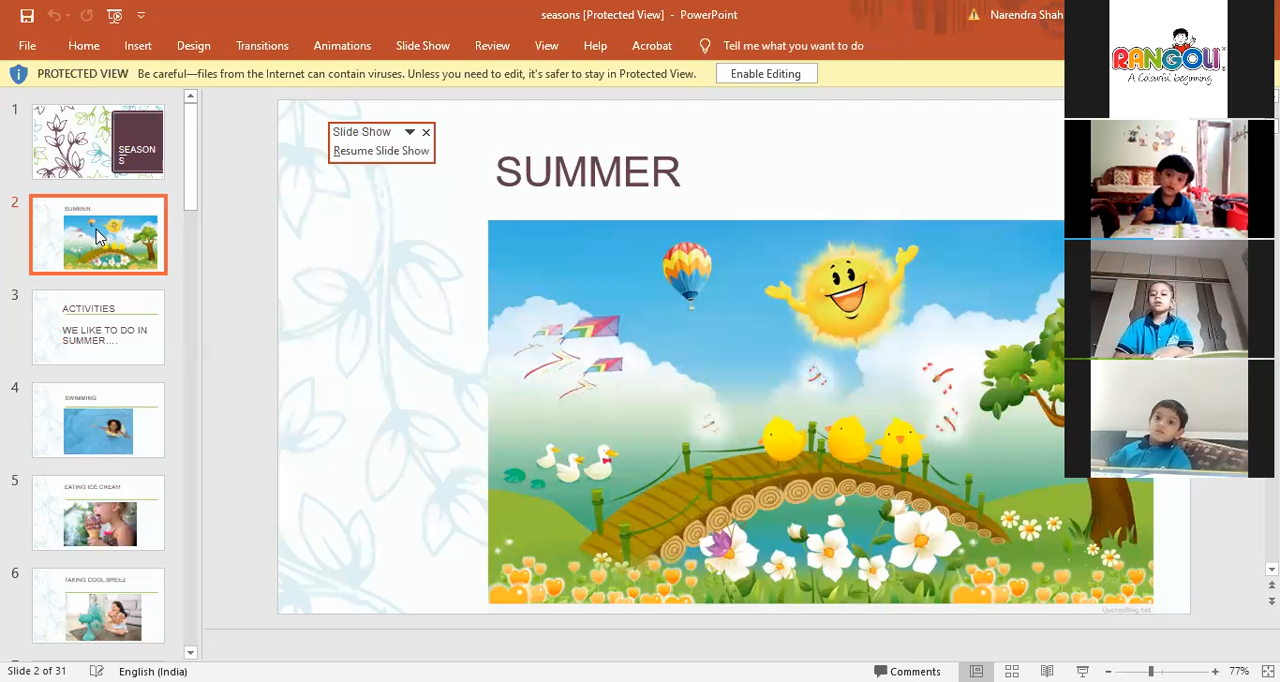 seasons [Protected View] - PowerPoint
Narendra Shah
File Home Insert Design Transitions Animations Slide Show Review View Help Acrobat Tell me what you want to do
PROTECTED VIEW Be careful—files from the Internet can contain viruses. Unless you need to edit, it's safer to stay in Protected View. Enable Editing
RANGOLI
A Colourful beginning
1
SEASON
S
2
SUMMER
3
ACTIVITIES
WE LIKE TO DO IN
SUMMER....
4
SWIMMING
5
EATING ICE CREAM
6
TAKING COOL BREEZ
Slide Show
Resume Slide Show
SUMMER
Slide 2 of 31 English (India) Comments 77%